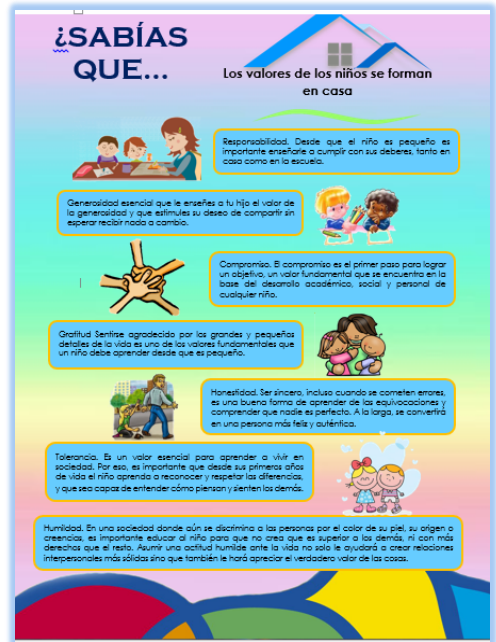 ¿SABÍAS
QUE...
Los valores de los niños se forman
en casa
Responsabilidad. Desde que el niño es pequeño es
importante enseñarle a cumplir con sus deberes, tanto en
casa como en la escuela.
Generosidad esencial que le enseñes a tu hijo el valor de
la generosidad y que estimules su deseo de compartir sin
esperar recibir nada a cambio.
Compromiso. El compromiso es el primer paso para lograr
un objetivo, un valor fundamental que se encuentra en la
base del desarrollo académico, social y personal de
cualquier niño.
Gratitud Sentirse agradecido por los grandes y pequeños
detalles de la vida es uno de los valores fundamentales que
un niño debe aprender desde que es pequeño.
Honestidad. Ser sincero, incluso cuando se cometen errores,
es una buena forma de aprender de las equivocaciones y
comprender que nadie es perfecto. A la larga, se convertirá
en una persona más feliz y auténtica.
Tolerancia. Es un valor esencial para aprender a vivir en
sociedad. Por eso, es importante que desde sus primeros años
de vida el niño aprenda a reconocer y respetar las diferencias,
y que sea capaz de entender cómo piensan y sienten los demás.
Humildad. En una sociedad donde aún se discrimina a las personas por el color de su piel, su origen o
creencias, es importante educar al niño para que no crea que es superior a los demás, ni con más
derechos que el resto. Asumir una actitud humilde ante la vida no solo le ayudará a crear relaciones
interpersonales más sólidas sino que también le hará apreciar el verdadero valor de las cosas.